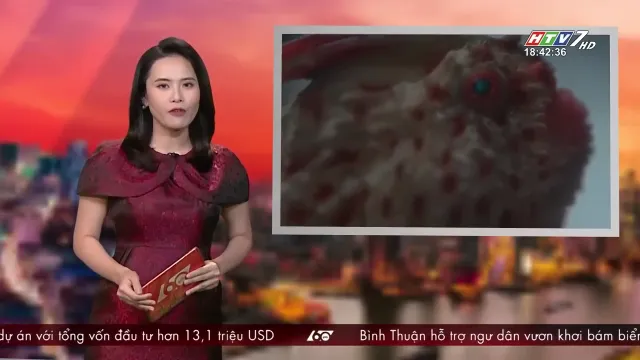 HTV7 HD
18:42:36
dự án với tổng vốn đầu tư hơn 13,1 triệu USD
Bình Thuận hỗ trợ ngư dân vươn khơi bám biển